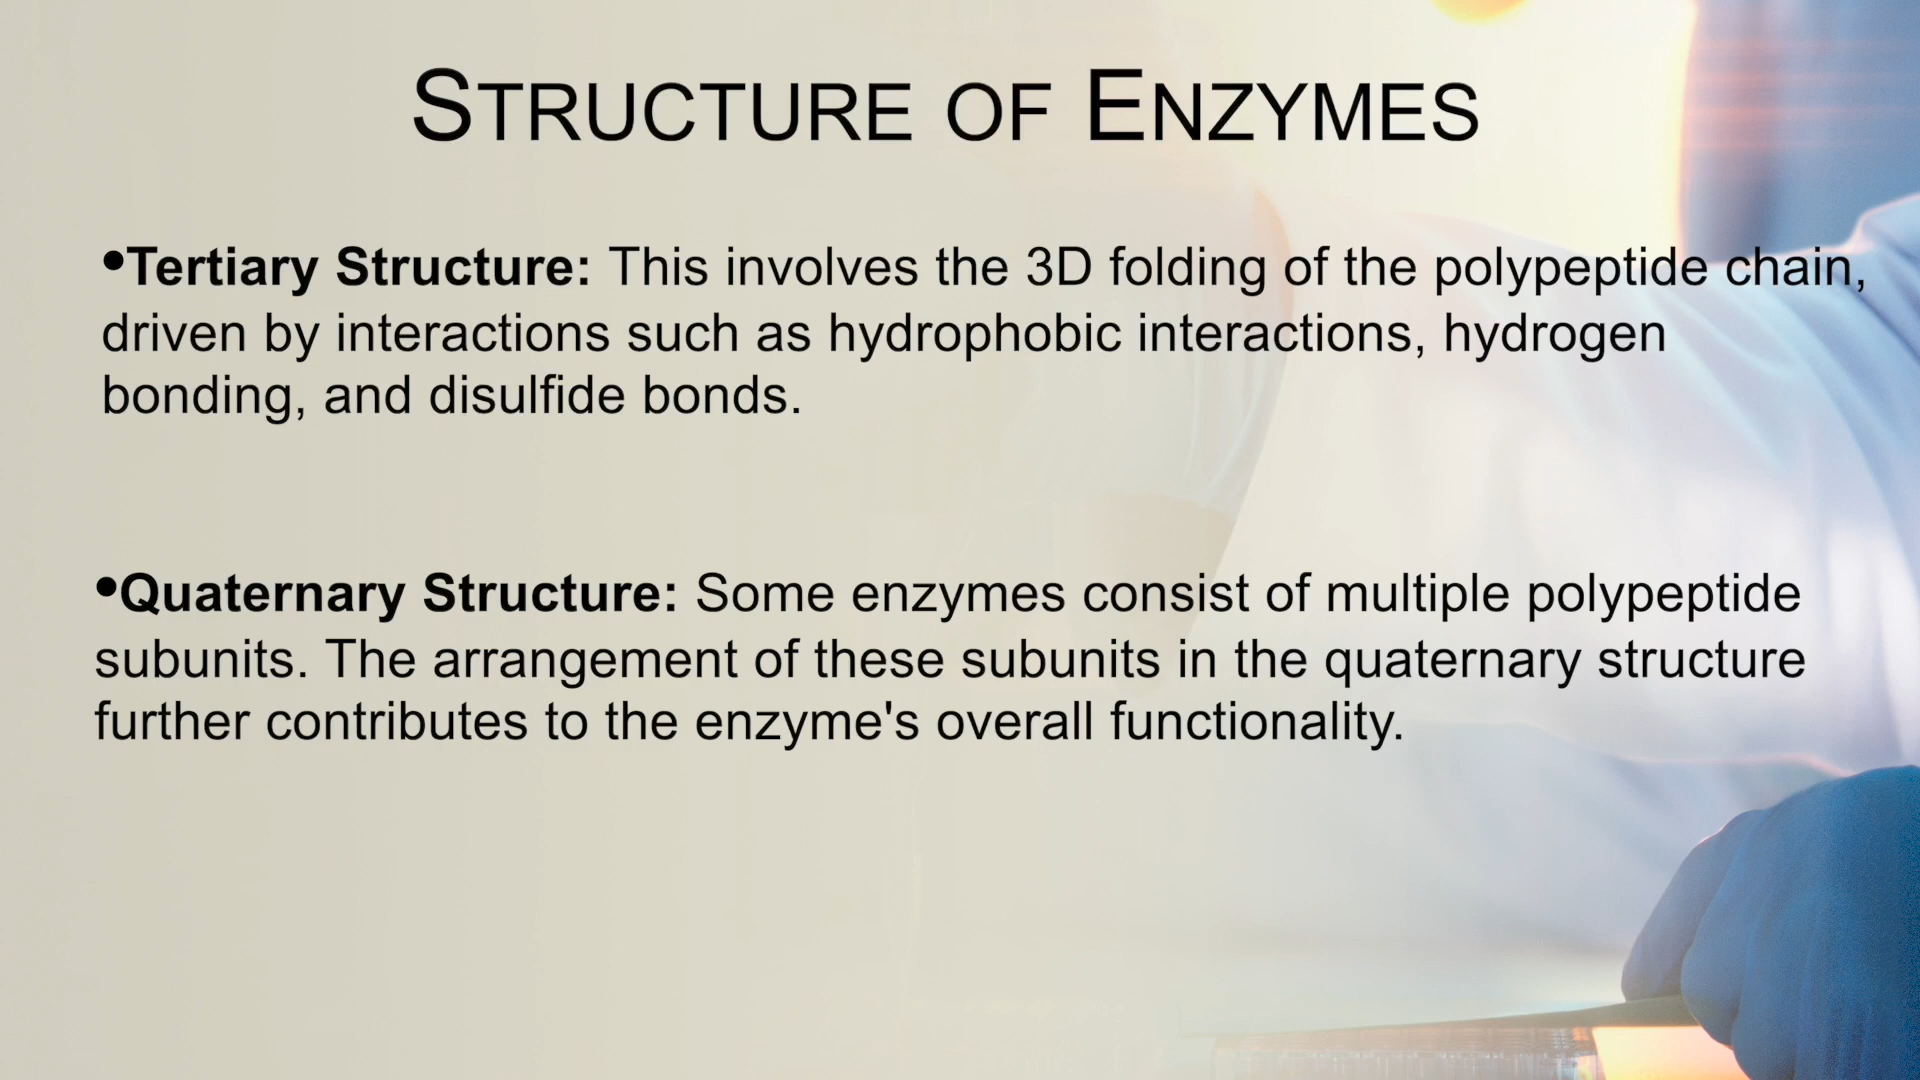 STRUCTURE OF ENZYMES
•Tertiary Structure: This involves the 3D folding of the polypeptide chain,
driven by interactions such as hydrophobic interactions, hydrogen
bonding, and disulfide bonds.
•Quaternary Structure: Some enzymes consist of multiple polypeptide
subunits. The arrangement of these subunits in the quaternary structure
further contributes to the enzyme's overall functionality.